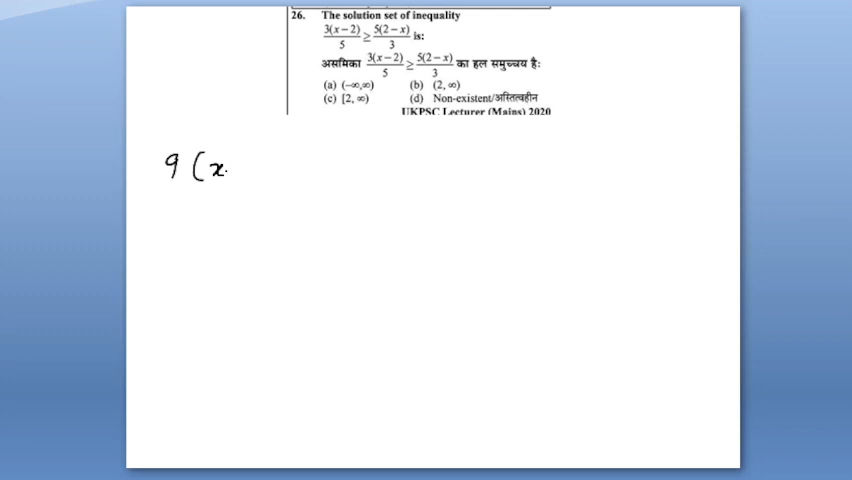 26. The solution set of inequality
3(x−2)/5 ≥ 5(2−x)/3 is:
असमिका 3(x−2)/5 ≥ 5(2−x)/3 का हल समुच्चय है:
(a) (−∞,∞) (b) (2, ∞)
(c) [2, ∞) (d) Non-existent/अस्तित्वहीन
UKPSC Lecturer (Mains) 2020
9 (x